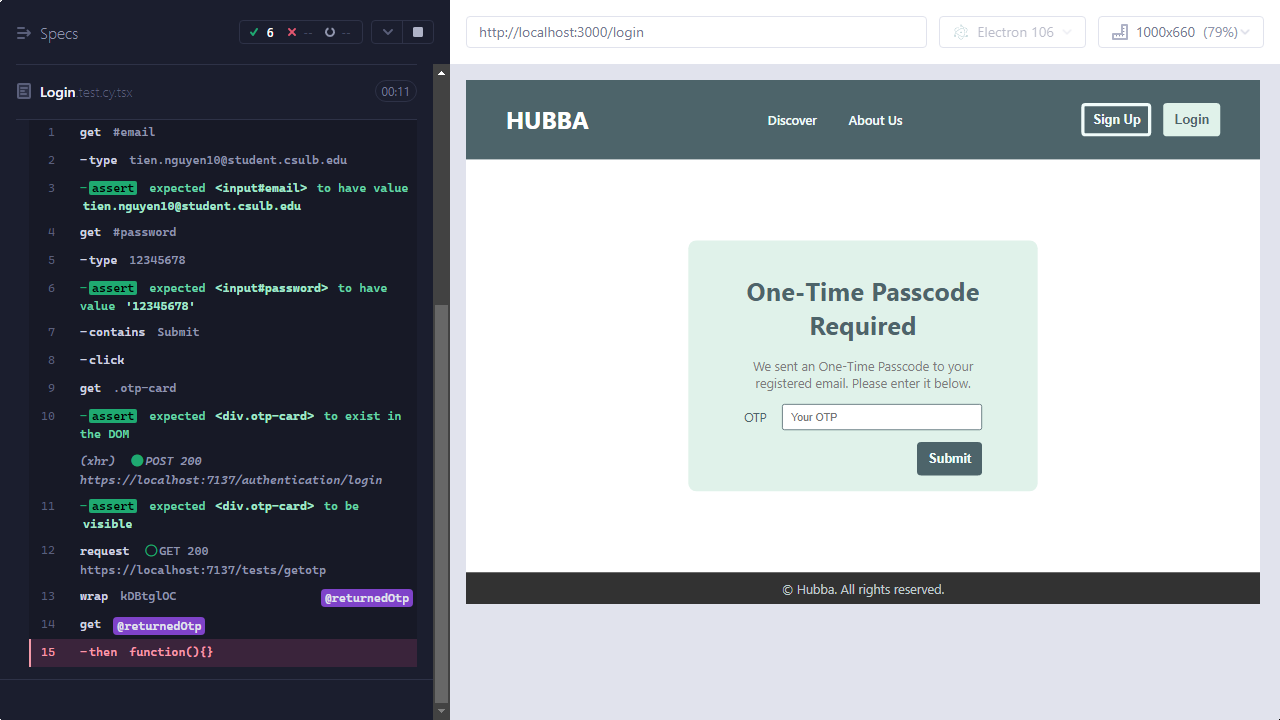 Specs
6
--
--
http://localhost:3000/login
Electron 106
1000x660 (79%)
Login.test.cy.tsx
00:11
1 get #email
2 -type tien.nguyen10@student.csulb.edu
3 -assert expected <input#email> to have value
tien.nguyen10@student.csulb.edu
4 get #password
5 -type 12345678
6 -assert expected <input#password> to have
value '12345678'
7 -contains Submit
8 -click
9 get .otp-card
10 -assert expected <div.otp-card> to exist in
the DOM
(xhr) POST 200
https://localhost:7137/authentication/login
11 -assert expected <div.otp-card> to be
visible
12 request GET 200
https://localhost:7137/tests/getotp
13 wrap kDBtglOC @returnedOtp
14 get @returnedOtp
15 -then function(){}
HUBBA
Discover
About Us
Sign Up
Login
One-Time Passcode
Required
We sent an One-Time Passcode to your
registered email. Please enter it below.
OTP
Your OTP
Submit
© Hubba. All rights reserved.